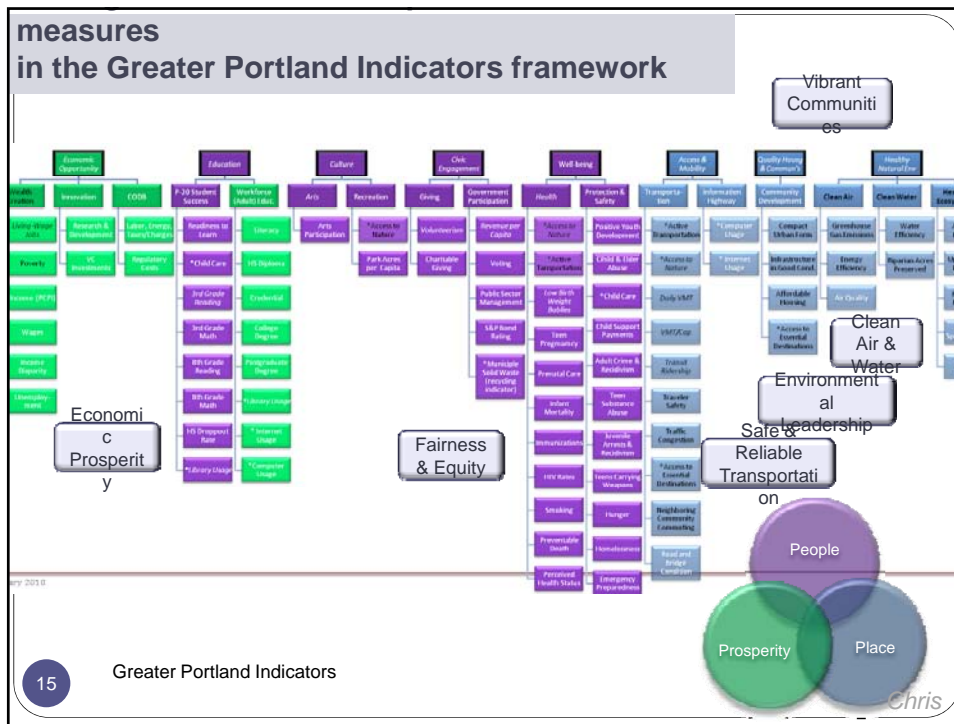 measures
in the Greater Portland Indicators framework
Vibrant
Communiti
es
Economic
Opportunity
Education
Culture
Civic
Engagement
Well-being
Access &
Mobility
Healthy
Natural Env
Innovation
CODB
P-20 Student
Success
Workforce
(Adult) Educ.
Arts
Recreation
Giving
Government
Participation
Health
Protection &
Safety
Transporta-
tion
Information
Highway
Community
Development
Clean Air
Clean Water
Living-Wage
Jobs
Poverty
Income (PCPI)
Wages
Income
Disparity
Unemploy-
ment
Research &
Development
VC
Investments
Labor, Energy,
Taxes/Charges
Regulatory
Costs
Readiness to
Learn
*Child Care
3rd Grade
Reading
3rd Grade
Math
8th Grade
Reading
8th Grade
Math
HS Dropout
Rate
*Library Usage
Literacy
HS Diploma
Credential
College
Degree
Postgraduate
Degree
*Library Usage
* Internet
Usage
*Computer
Usage
Arts
Participation
*Access to
Nature
Park Acres
per Capita
Volunteerism
Charitable
Giving
Revenue per
Capita
Voting
Public Sector
Management
S&P Bond
Rating
*Municiple
Solid Waste
(recycling
indicator)
*Access to
Nature
*Active
Transportation
Low Birth
Weight
Babies
Teen
Pregnancy
Prenatal Care
Infant
Mortality
Immunizations
HIV Rates
Smoking
Preventable
Death
Perceived
Health Status
Positive Youth
Development
Child & Elder
Abuse
*Child Care
Child Support
Payments
Adult Crime &
Recidivism
Teen
Substance
Abuse
Juvenile
Arrests &
Recidivism
Teens Carrying
Weapons
Hunger
Homelessness
Emergency
Preparedness
*Active
Transportation
*Access to
Nature
Daily VMT
VMT/Cap.
Transit
Ridership
Traveler
Safety
Traffic
Congestion
*Access to
Essential
Destinations
Neighboring
Community
Commuting
Road and
Bridge
Condition
*Computer
Usage
* Internet
Usage
Compact
Urban Form
Infrastructure
in Good Cond.
Affordable
Housing
*Access to
Essential
Destinations
Greenhouse
Gas Emissions
Energy
Efficiency
Air Quality
Water
Efficiency
Riparian Acres
Preserved
Clean
Air &
Water
Environment
al
Leadership
Economi
c
Prosperit
y
Fairness
& Equity
Safe &
Reliable
Transportati
on
People
Prosperity
Place
15
Greater Portland Indicators
Chris